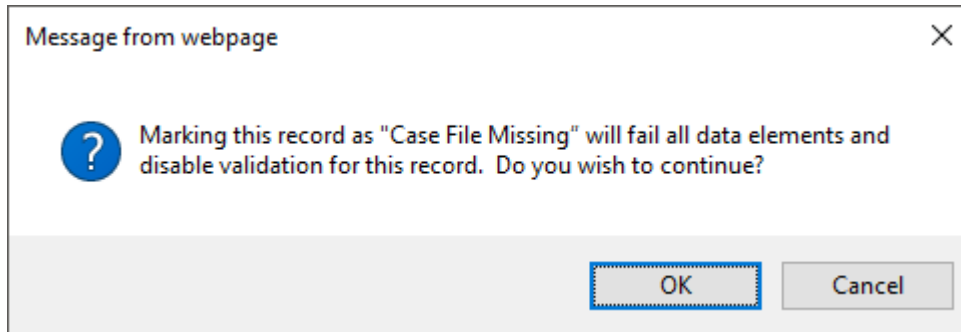 Message from webpage
?
Marking this record as "Case File Missing" will fail all data elements and
disable validation for this record.  Do you wish to continue?
OK
Cancel